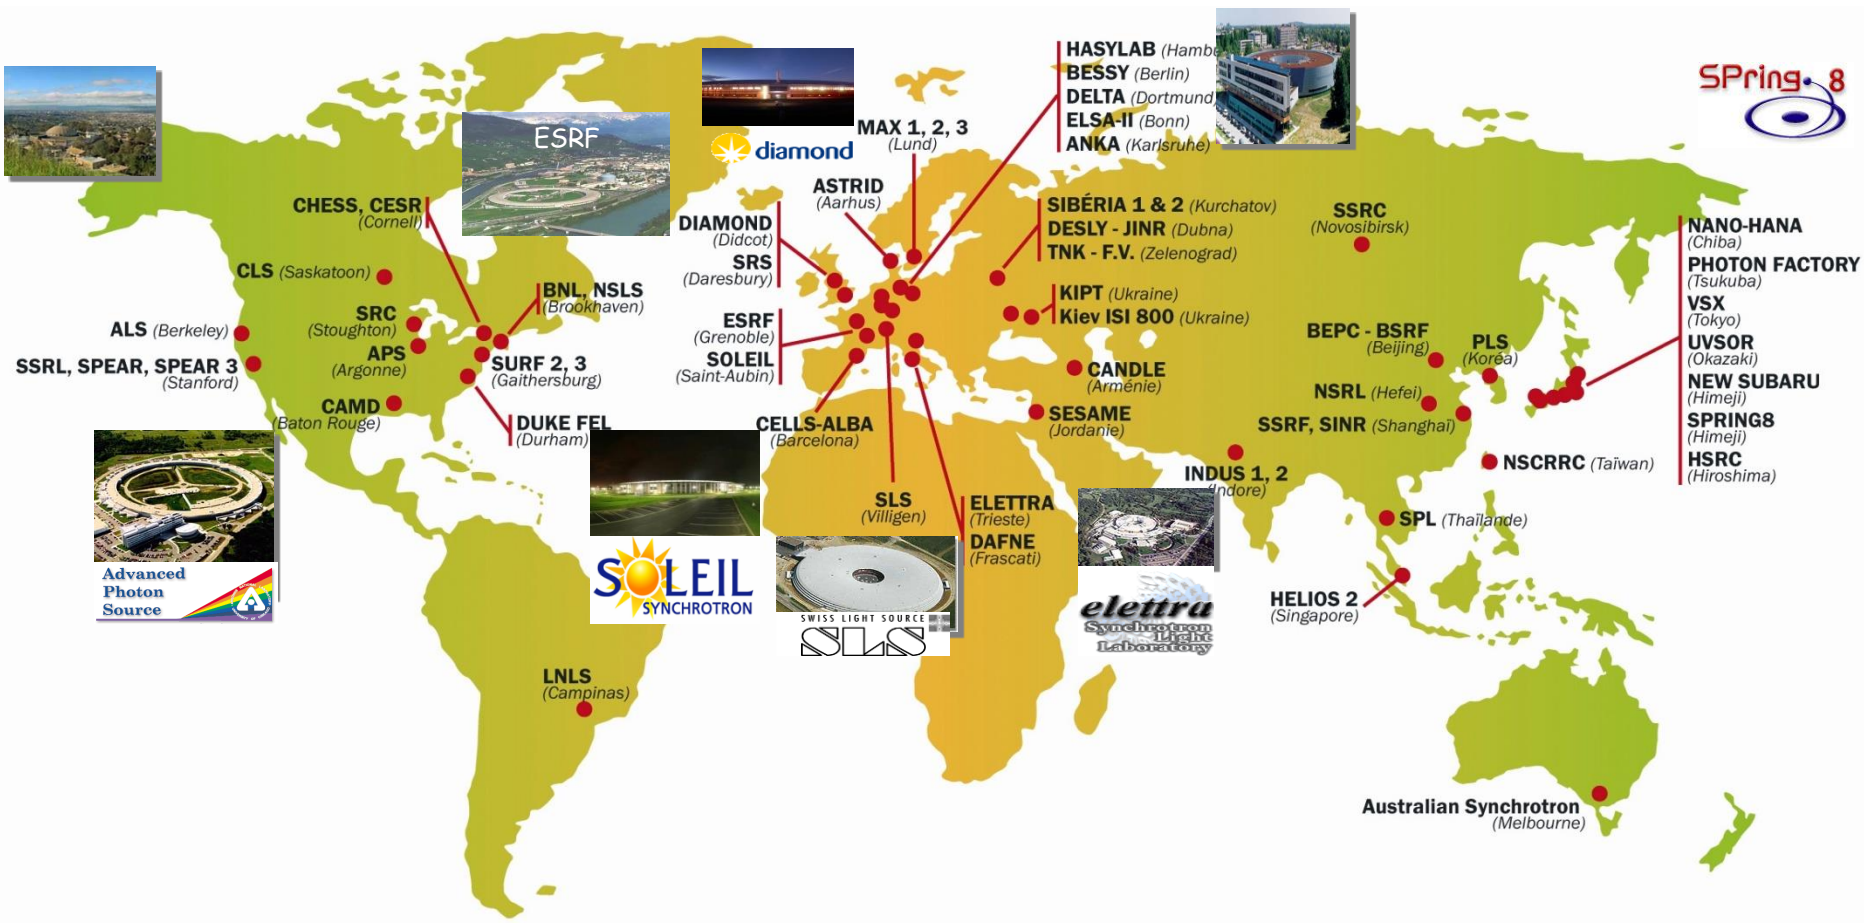 HASYLAB (Hambu
BESSY (Berlin)
DELTA (Dortmund)
ELSA-II (Bonn)
ANKA (Karlsruhe)
SPring. 8
ESRF
diamond
MAX 1, 2, 3
(Lund)
ASTRID
(Aarhus)
CHESS, CESR
(Cornell)
DIAMOND
(Didcot)
SRS
(Daresbury)
SIBÉRIA 1 & 2 (Kurchatov)
DESLY - JINR (Dubna)
TNK - F.V. (Zelenograd)
SSRC
(Novosibirsk)
NANO-HANA
(Chiba)
PHOTON FACTORY
(Tsukuba)
VSX
(Tokyo)
UVSOR
(Okazaki)
NEW SUBARU
(Himeji)
SPRING8
(Himeji)
HSRC
(Hiroshima)
CLS (Saskatoon)
BNL, NSLS
(Brookhaven)
SRC
(Stoughton)
ALS (Berkeley)
APS
(Argonne)
SSRL, SPEAR, SPEAR 3
(Stanford)
SURF 2, 3
(Gaithersburg)
CAMD
(Baton Rouge)
DUKE FEL
(Durham)
ESRF
(Grenoble)
SOLEIL
(Saint-Aubin)
KIPT (Ukraine)
Kiev ISI 800 (Ukraine)
CANDLE
(Arménie)
SESAME
(Jordanie)
CELLS-ALBA
(Barcelona)
BEPC - BSRF
(Beijing)
PLS
(Koréa)
NSRL (Hefei)
SSRF, SINR (Shanghaï)
NSCRRC (Taïwan)
INDUS 1, 2
(Indore)
SLS
(Villigen)
ELETTRA
(Trieste)
DAFNE
(Frascati)
SPL (Thaïlande)
HELIOS 2
(Singapore)
Advanced
Photon
Source
SOLEIL
SYNCHROTRON
SWISS LIGHT SOURCE
SLS
elettra
Synchrotron
Light
Laboratory
LNLS
(Campinas)
Australian Synchrotron
(Melbourne)